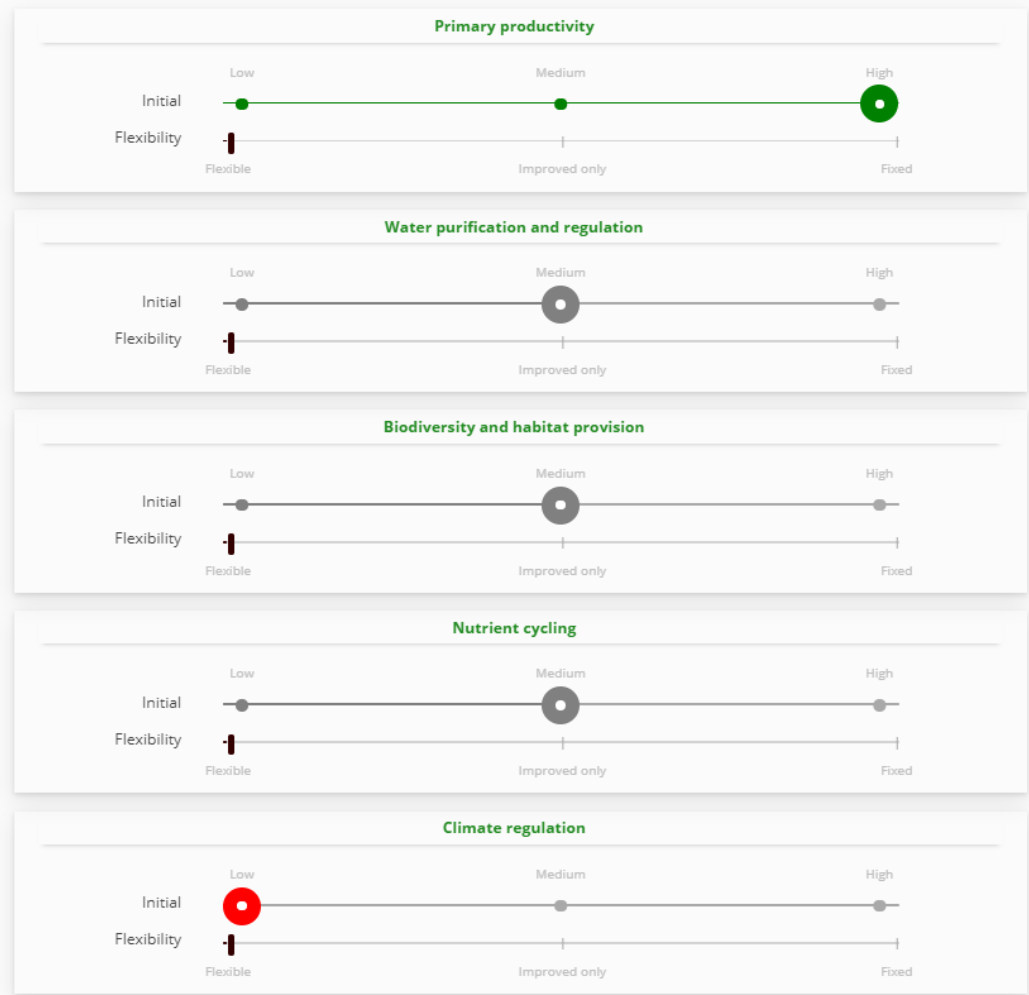 Primary productivity
Low Medium High
Initial
Flexibility
Flexible Improved only Fixed
Water purification and regulation
Low Medium High
Initial
Flexibility
Flexible Improved only Fixed
Biodiversity and habitat provision
Low Medium High
Initial
Flexibility
Flexible Improved only Fixed
Nutrient cycling
Low Medium High
Initial
Flexibility
Flexible Improved only Fixed
Climate regulation
Low Medium High
Initial
Flexibility
Flexible Improved only Fixed